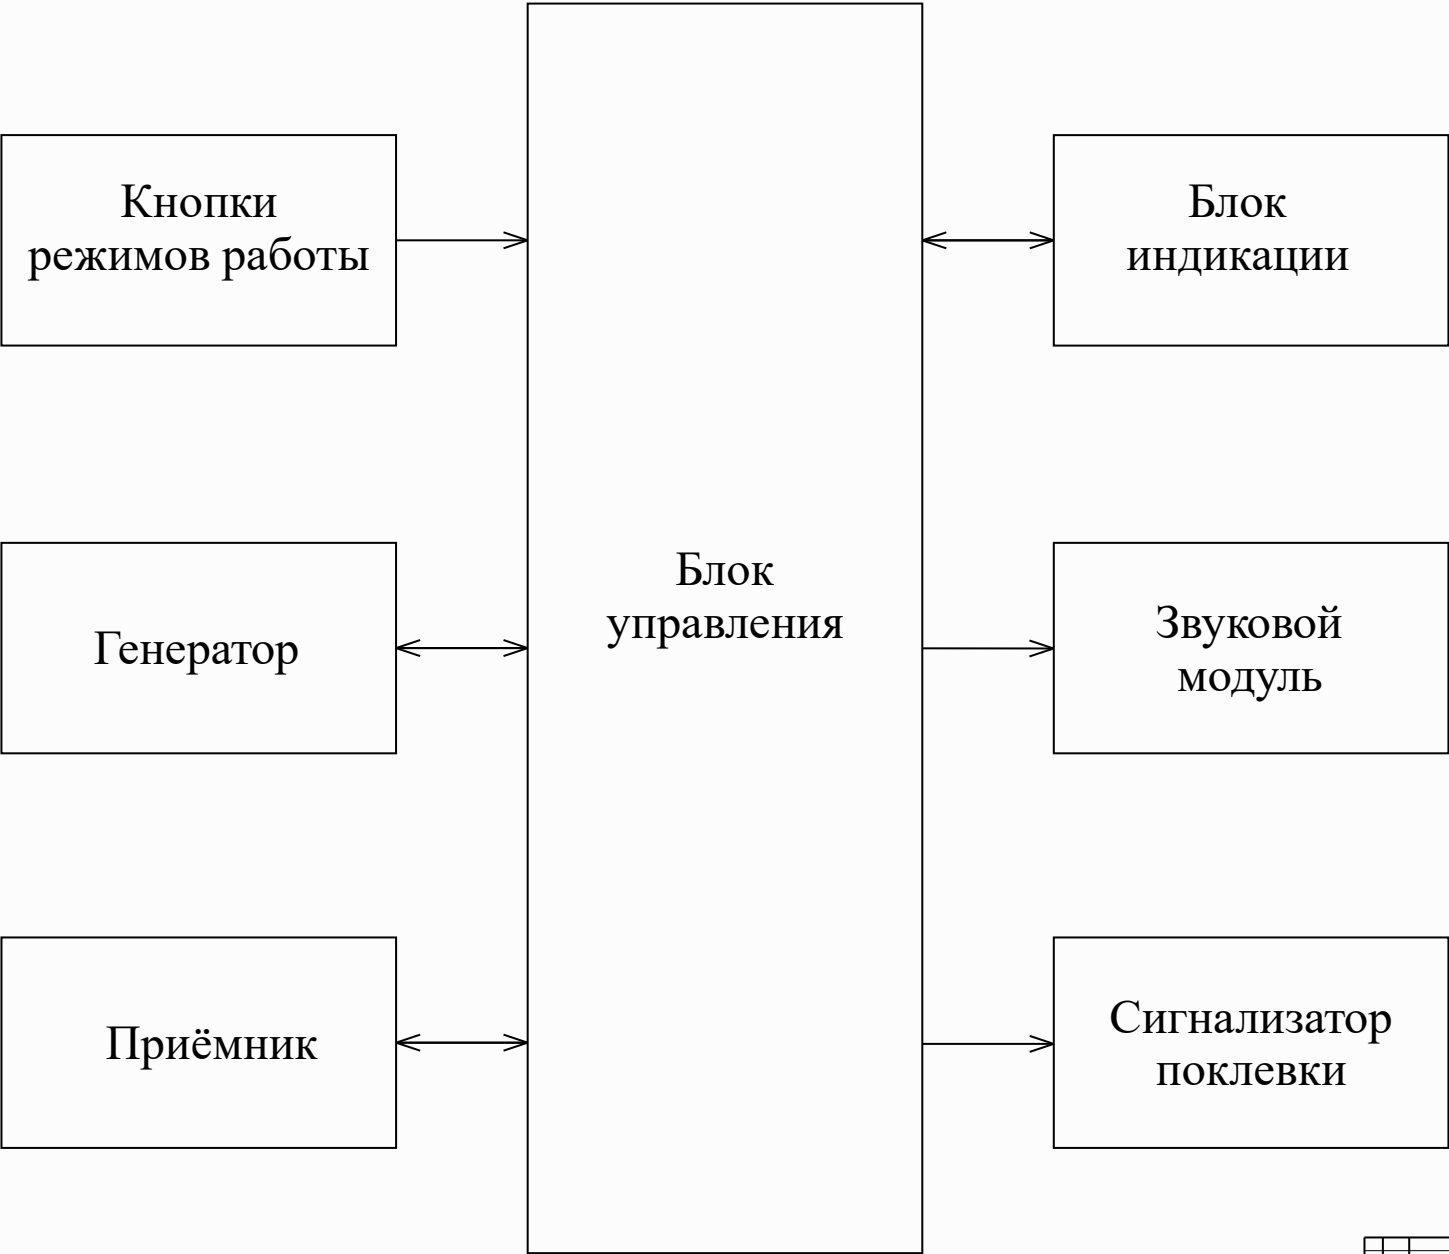 Кнопки
режимов работы
Генератор
Приёмник
Блок
управления
Блок
индикации
Звуковой
модуль
Сигнализатор
поклевки